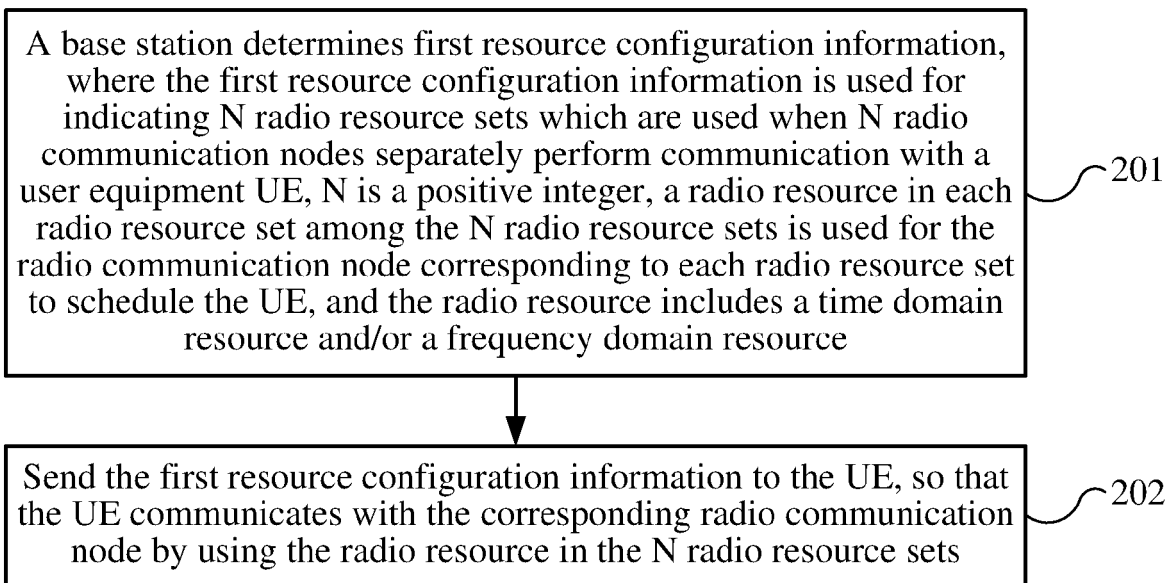 A base station determines first resource configuration information,
where the first resource configuration information is used for
indicating N radio resource sets which are used when N radio
communication nodes separately perform communication with a
user equipment UE, N is a positive integer, a radio resource in each
radio resource set among the N radio resource sets is used for the
radio communication node corresponding to each radio resource set
to schedule the UE, and the radio resource includes a time domain
resource and/or a frequency domain resource
201
Send the first resource configuration information to the UE, so that
the UE communicates with the corresponding radio communication
node by using the radio resource in the N radio resource sets
202